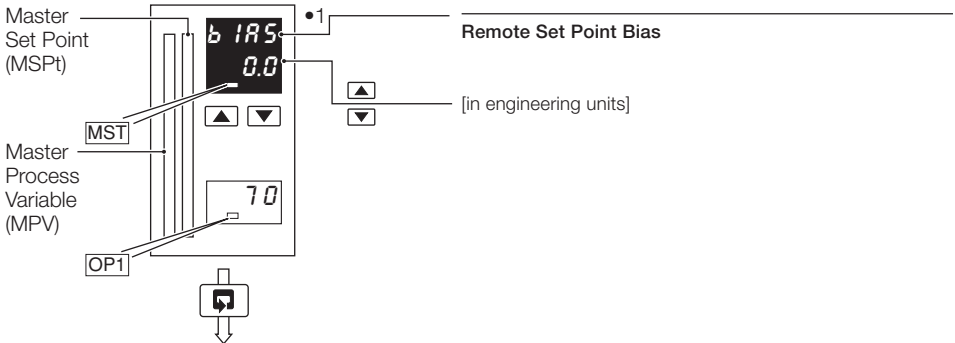 Master
Set Point
(MSPt)
●1
bIAS
0.0
Remote Set Point Bias
[in engineering units]
MST
Master
Process
Variable
(MPV)
70
OP1